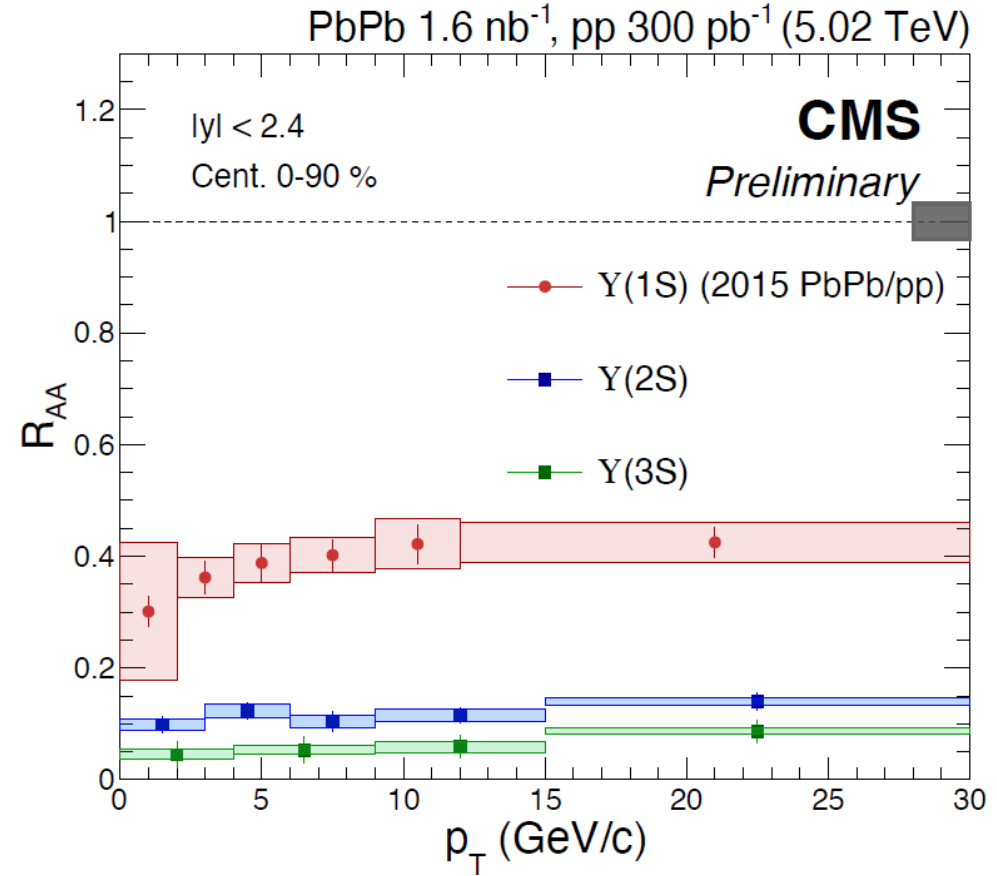 PbPb 1.6 nb⁻¹, pp 300 pb⁻¹ (5.02 TeV)
|y| < 2.4
CMS
Cent. 0-90 %
Preliminary
Υ(1S) (2015 PbPb/pp)
Υ(2S)
Υ(3S)
R_AA
1.2
1
0.8
0.6
0.4
0.2
0
0 5 10 15 20 25 30
p_T (GeV/c)